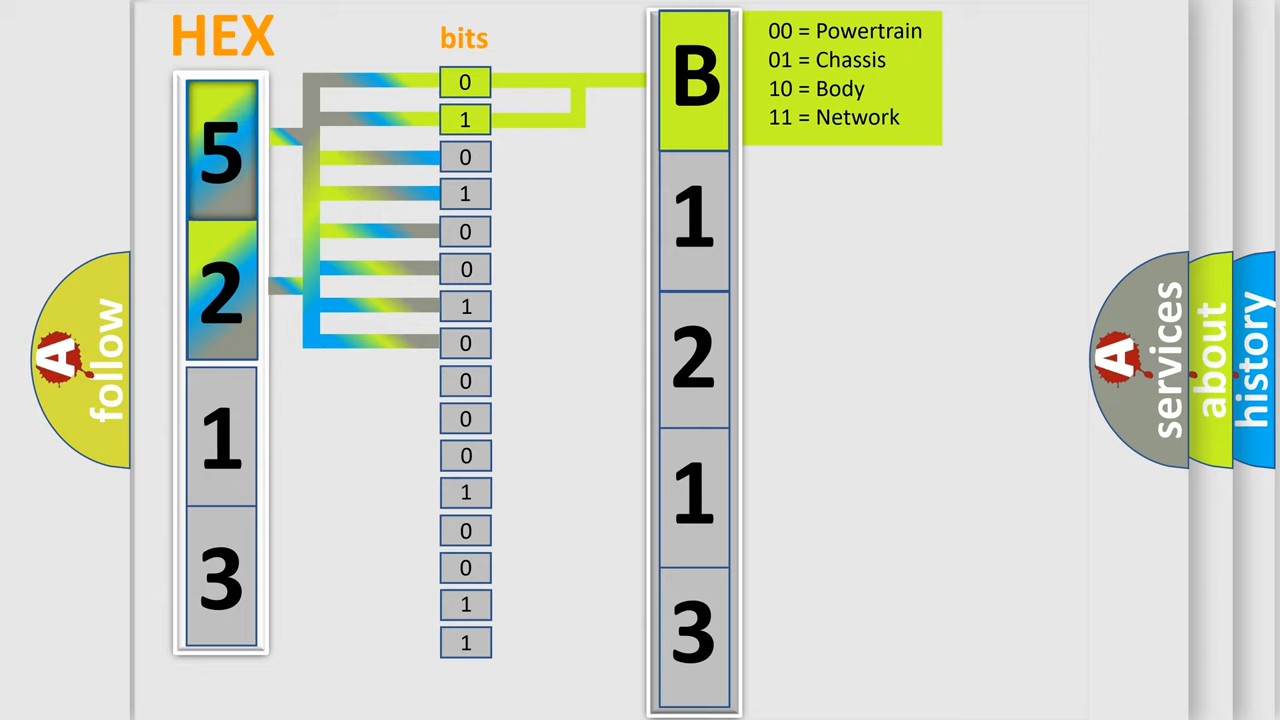 HEX
bits
5
2
1
3
0
1
0
1
0
0
1
0
0
0
0
1
0
0
1
1
B
1
2
1
3
00 = Powertrain
01 = Chassis
10 = Body
11 = Network
A
follow
A
services
about
history